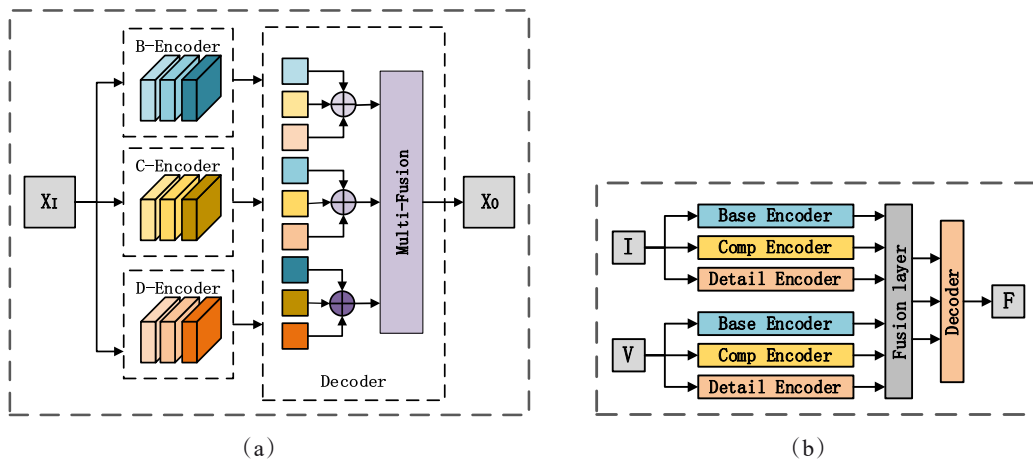 B-Encoder
C-Encoder
D-Encoder
XI
Multi-Fusion
XO
Decoder
(a)
I
V
Base Encoder
Comp Encoder
Detail Encoder
Base Encoder
Comp Encoder
Detail Encoder
Fusion layer
Decoder
F
(b)